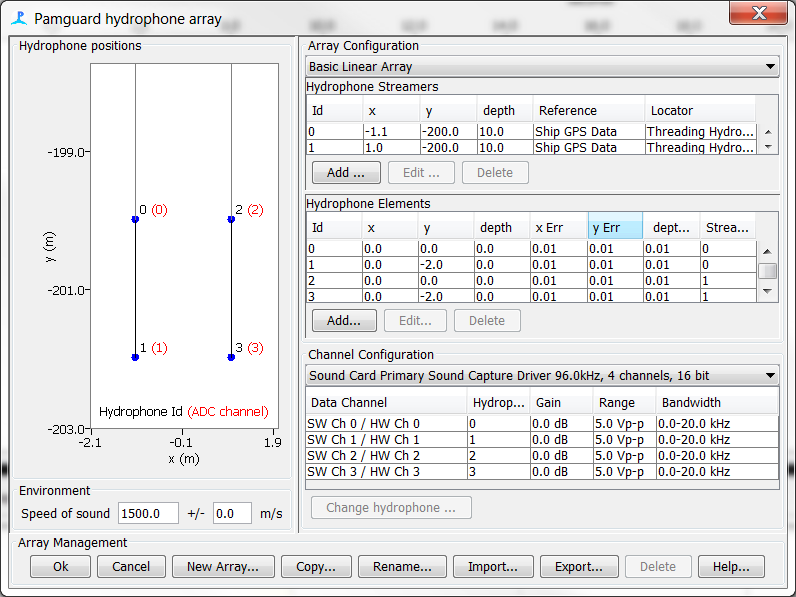 Pamguard hydrophone array
Hydrophone positions
-199.0
-201.0
-203.0
y (m)
0 (0)
2 (2)
1 (1)
3 (3)
Hydrophone Id (ADC channel)
-2.1 -0.1 1.9
x (m)
Environment
Speed of sound 1500.0 +/- 0.0 m/s
Array Configuration
Basic Linear Array
Hydrophone Streamers
Id x y depth Reference Locator
0 -1.1 -200.0 10.0 Ship GPS Data Threading Hydro...
1 1.0 -200.0 10.0 Ship GPS Data Threading Hydro...
Add ... Edit ... Delete
Hydrophone Elements
Id x y depth x Err y Err dept... Strea...
0 0.0 0.0 0.0 0.01 0.01 0.01 0
1 0.0 -2.0 0.0 0.01 0.01 0.01 0
2 0.0 0.0 0.0 0.01 0.01 0.01 1
3 0.0 -2.0 0.0 0.01 0.01 0.01 1
Add... Edit... Delete
Channel Configuration
Sound Card Primary Sound Capture Driver 96.0kHz, 4 channels, 16 bit
Data Channel Hydrop... Gain Range Bandwidth
SW Ch 0 / HW Ch 0 0 0.0 dB 5.0 Vp-p 0.0-20.0 kHz
SW Ch 1 / HW Ch 1 1 0.0 dB 5.0 Vp-p 0.0-20.0 kHz
SW Ch 2 / HW Ch 2 2 0.0 dB 5.0 Vp-p 0.0-20.0 kHz
SW Ch 3 / HW Ch 3 3 0.0 dB 5.0 Vp-p 0.0-20.0 kHz
Change hydrophone ...
Array Management
Ok Cancel New Array... Copy... Rename... Import... Export... Delete Help...